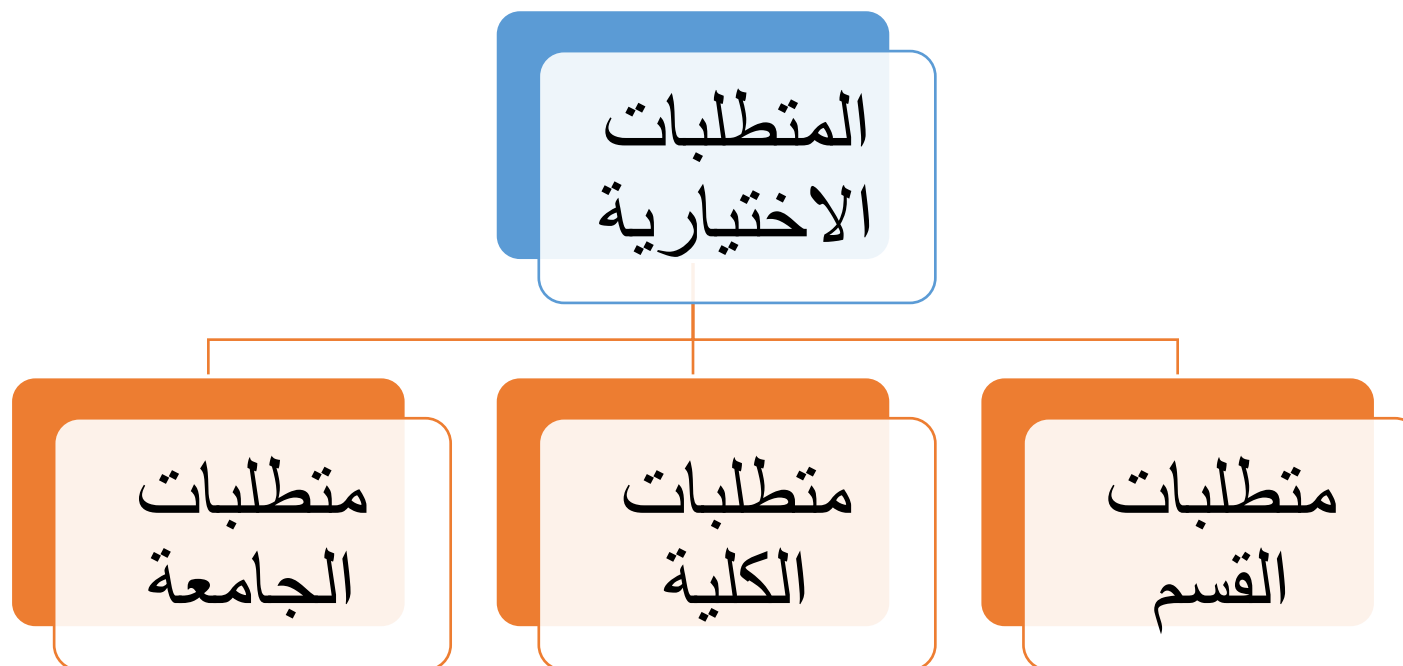 المتطلبات
الاختيارية
متطلبات
القسم
متطلبات
الكلية
متطلبات
الجامعة